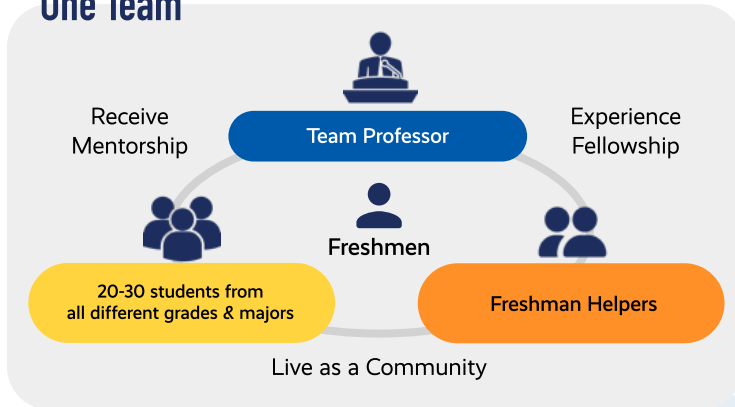 One Team
Receive
Mentorship
Team Professor
Experience
Fellowship
Freshmen
20-30 students from
all different grades & majors
Freshman Helpers
Live as a Community